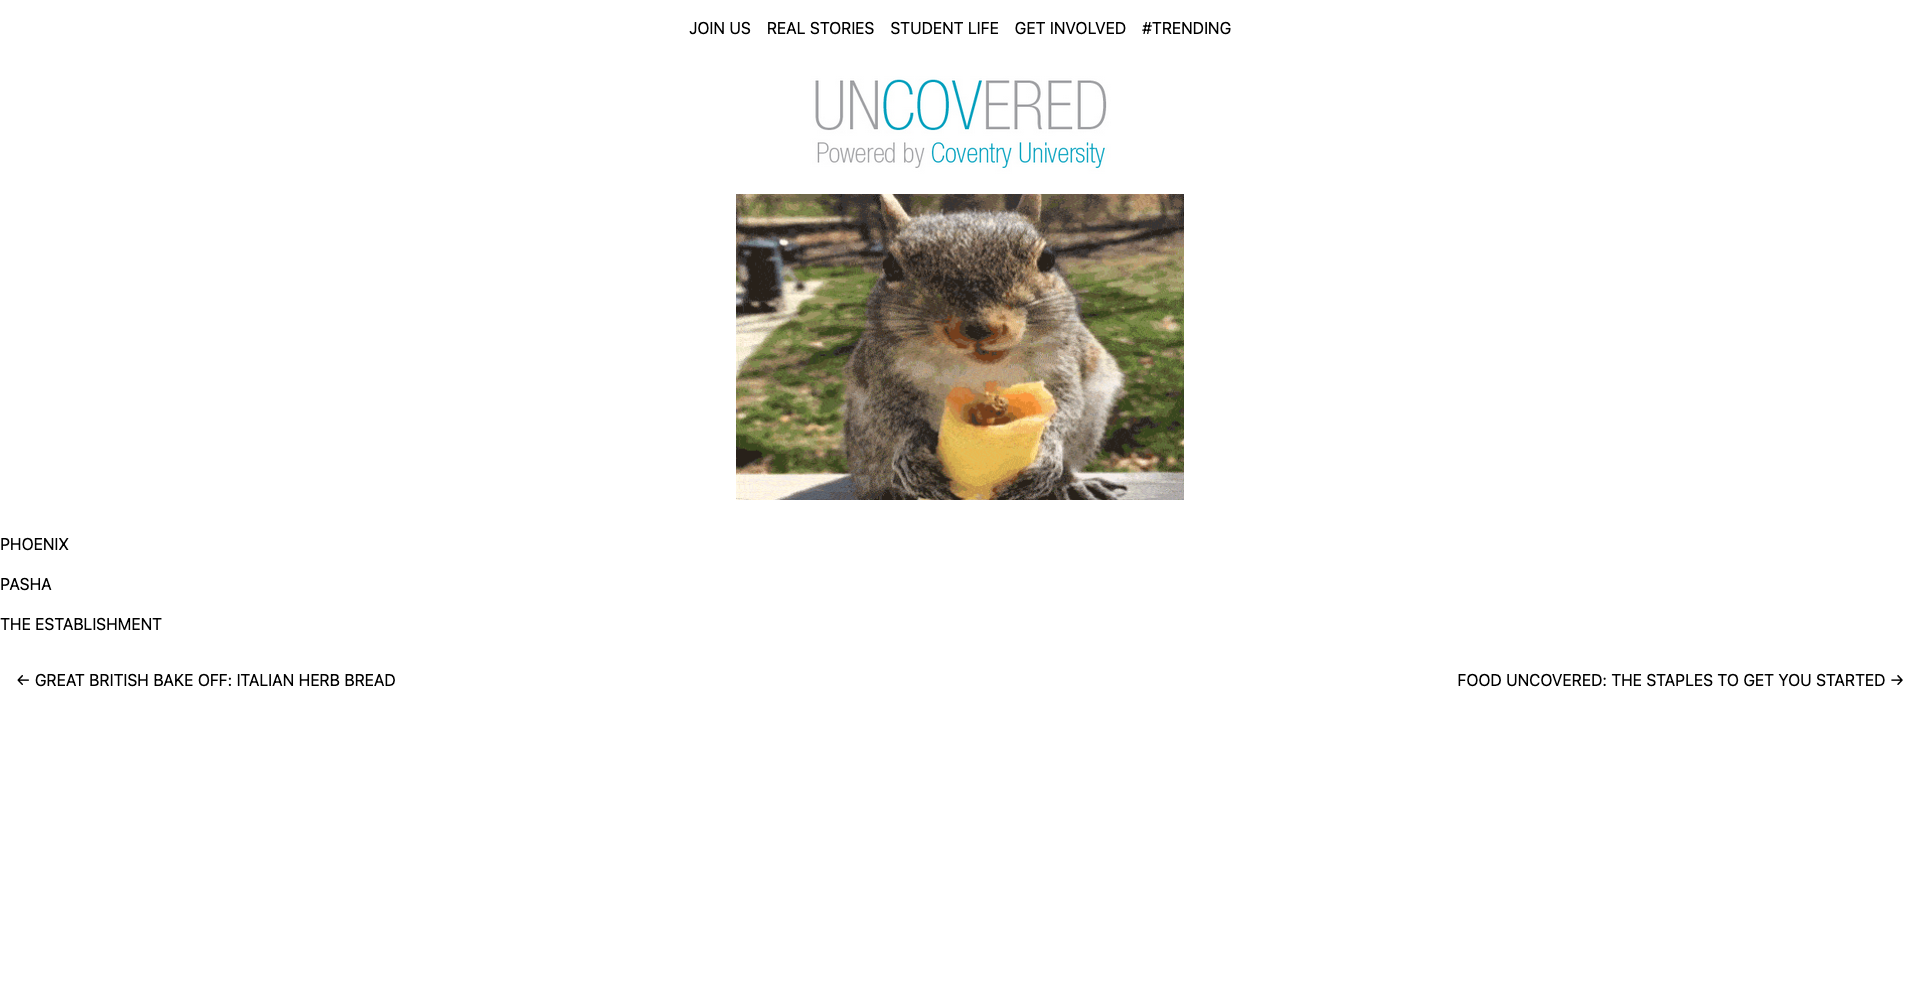 JOIN US REAL STORIES STUDENT LIFE GET INVOLVED #TRENDING
UNCOVERED
Powered by Coventry University
PHOENIX
PASHA
THE ESTABLISHMENT
← GREAT BRITISH BAKE OFF: ITALIAN HERB BREAD FOOD UNCOVERED: THE STAPLES TO GET YOU STARTED →